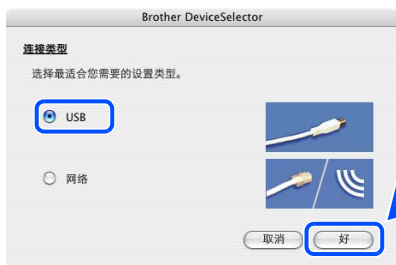 Brother DeviceSelector
连接类型
选择最适合您需要的设置类型。
USB
网络
取消 好